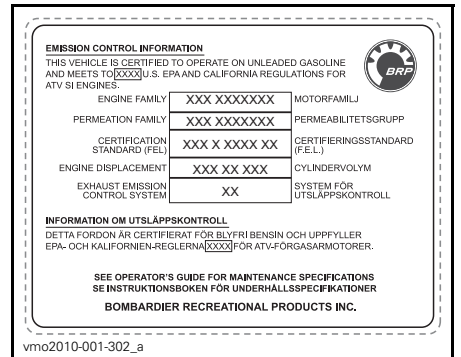 EMISSION CONTROL INFORMATION
THIS VEHICLE IS CERTIFIED TO OPERATE ON UNLEADED GASOLINE
AND MEETS TO XXXX U.S. EPA AND CALIFORNIA REGULATIONS FOR
ATV SI ENGINES.
BRP
ENGINE FAMILY XXX XXXXXXX MOTORFAMILJ
PERMEATION FAMILY XXX XXXXXXX PERMEABILITETSGRUPP
CERTIFICATION
STANDARD (FEL) XXX X XXXX XX CERTIFIERINGSSTANDARD
(F.E.L.)
ENGINE DISPLACEMENT XXX XX XXX CYLINDERVOLYM
EXHAUST EMISSION
CONTROL SYSTEM XX SYSTEM FÖR
UTSLÄPPSKONTROLL
INFORMATION OM UTSLÄPPSKONTROLL
DETTA FORDON ÄR CERTIFIERAT FÖR BLYFRI BENSIN OCH UPPFYLLER
EPA- OCH KALIFORNIEN-REGLERNA XXXX FÖR ATV-FÖRGASARMOTORER.
SEE OPERATOR'S GUIDE FOR MAINTENANCE SPECIFICATIONS
SE INSTRUKTIONSBOKEN FÖR UNDERHÅLLSSPECIFIKATIONER
BOMBARDIER RECREATIONAL PRODUCTS INC.
vmo2010-001-302_a